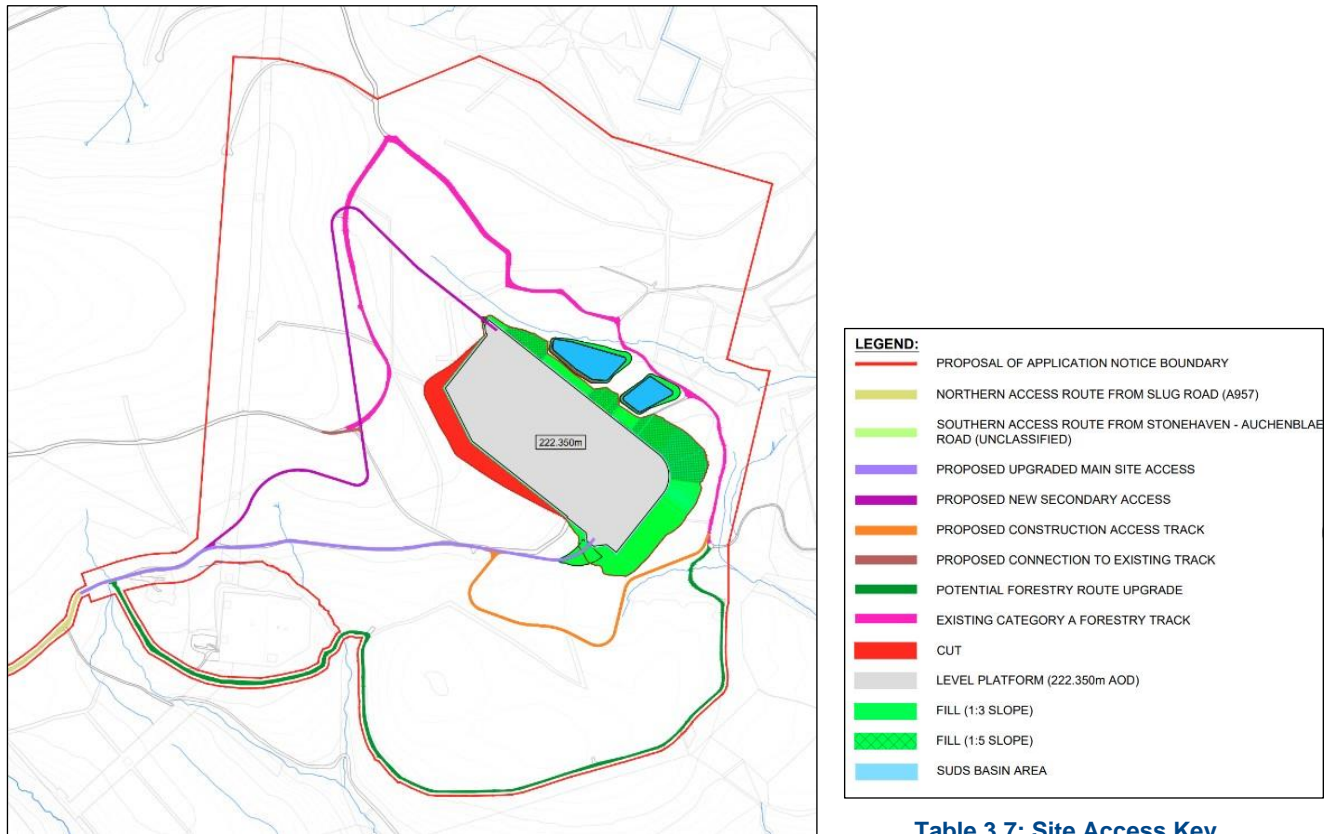 222.350m
LEGEND:
PROPOSAL OF APPLICATION NOTICE BOUNDARY
NORTHERN ACCESS ROUTE FROM SLUG ROAD (A957)
SOUTHERN ACCESS ROUTE FROM STONEHAVEN - AUCHENBLAE
ROAD (UNCLASSIFIED)
PROPOSED UPGRADED MAIN SITE ACCESS
PROPOSED NEW SECONDARY ACCESS
PROPOSED CONSTRUCTION ACCESS TRACK
PROPOSED CONNECTION TO EXISTING TRACK
POTENTIAL FORESTRY ROUTE UPGRADE
EXISTING CATEGORY A FORESTRY TRACK
CUT
LEVEL PLATFORM (222.350m AOD)
FILL (1:3 SLOPE)
FILL (1:5 SLOPE)
SUDS BASIN AREA
Table 3.7: Site Access Key